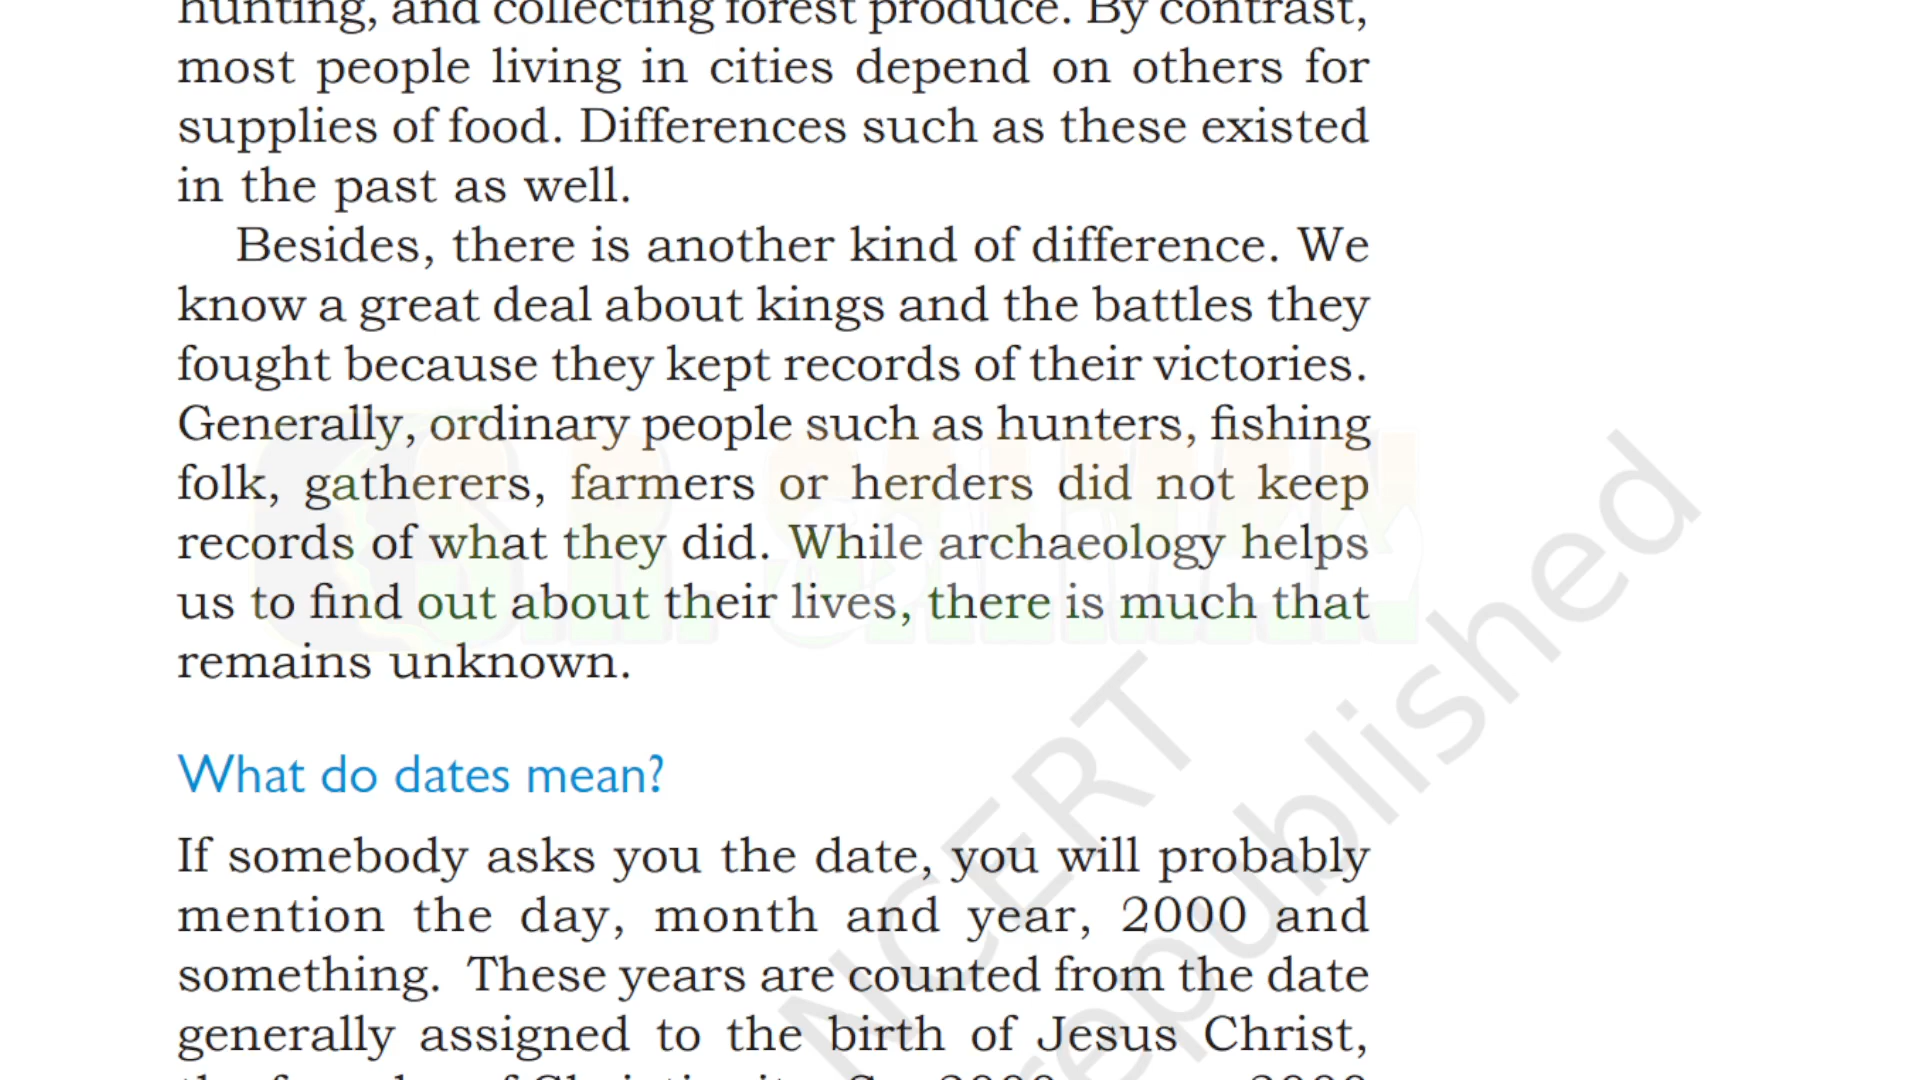 hunting, and collecting forest produce. By contrast,
most people living in cities depend on others for
supplies of food. Differences such as these existed
in the past as well.
Besides, there is another kind of difference. We
know a great deal about kings and the battles they
fought because they kept records of their victories.
Generally, ordinary people such as hunters, fishing
folk, gatherers, farmers or herders did not keep
records of what they did. While archaeology helps
us to find out about their lives, there is much that
remains unknown.
What do dates mean?
If somebody asks you the date, you will probably
mention the day, month and year, 2000 and
something. These years are counted from the date
generally assigned to the birth of Jesus Christ,
NCERT
republished